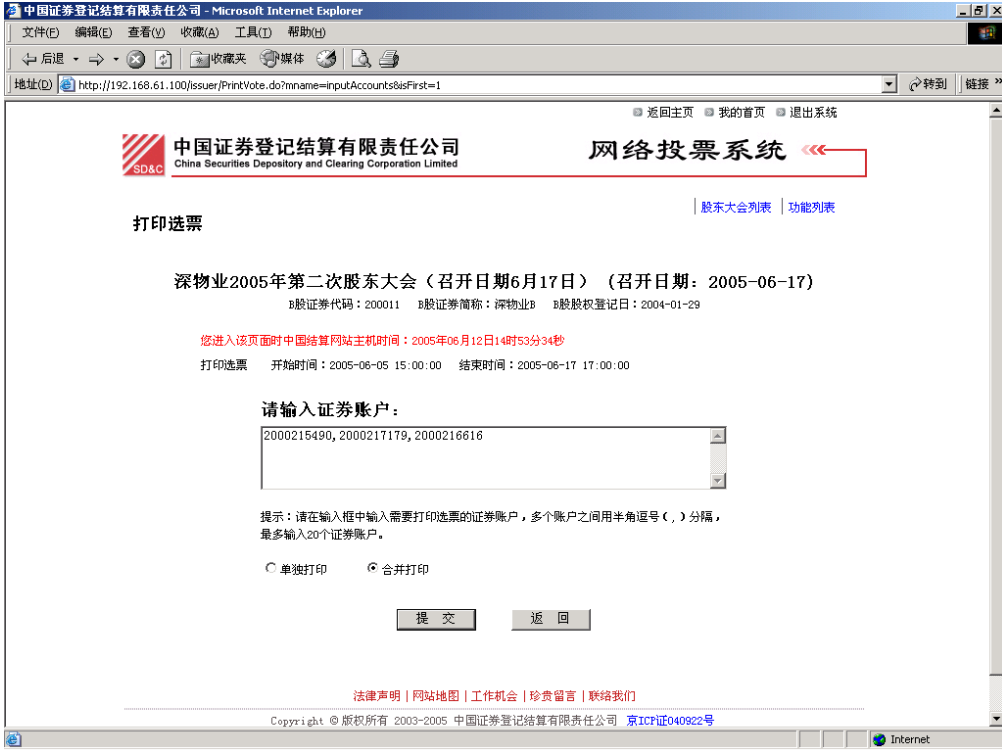 中国证券登记结算有限责任公司 - Microsoft Internet Explorer
文件(F) 编辑(E) 查看(V) 收藏(A) 工具(T) 帮助(H)
后退 收藏夹 媒体
地址(D) http://192.168.61.100/issuer/PrintVote.do?mname=inputAccounts&isFirst=1 转到 链接 »
返回主页 我的首页 退出系统
SD&C 中国证券登记结算有限责任公司 网络投票系统
China Securities Depository and Clearing Corporation Limited
股东大会列表 功能列表
打印选票
深物业2005年第二次股东大会（召开日期6月17日） (召开日期：2005-06-17)
B股证券代码：200011 B股证券简称：深物业B B股股权登记日：2004-01-29
您进入该页面时中国结算网站主机时间：2005年06月12日14时53分34秒
打印选票 开始时间：2005-06-05 15:00:00 结束时间：2005-06-17 17:00:00
请输入证券账户：
2000215490,2000217179,2000216616
提示：请在输入框中输入需要打印选票的证券账户，多个账户之间用半角逗号(,)分隔，
最多输入20个证券账户。
单独打印 合并打印
提 交 返 回
法律声明 | 网站地图 | 工作机会 | 珍贵留言 | 联络我们
Copyright © 版权所有 2003-2005 中国证券登记结算有限责任公司 京ICP证040922号
Internet